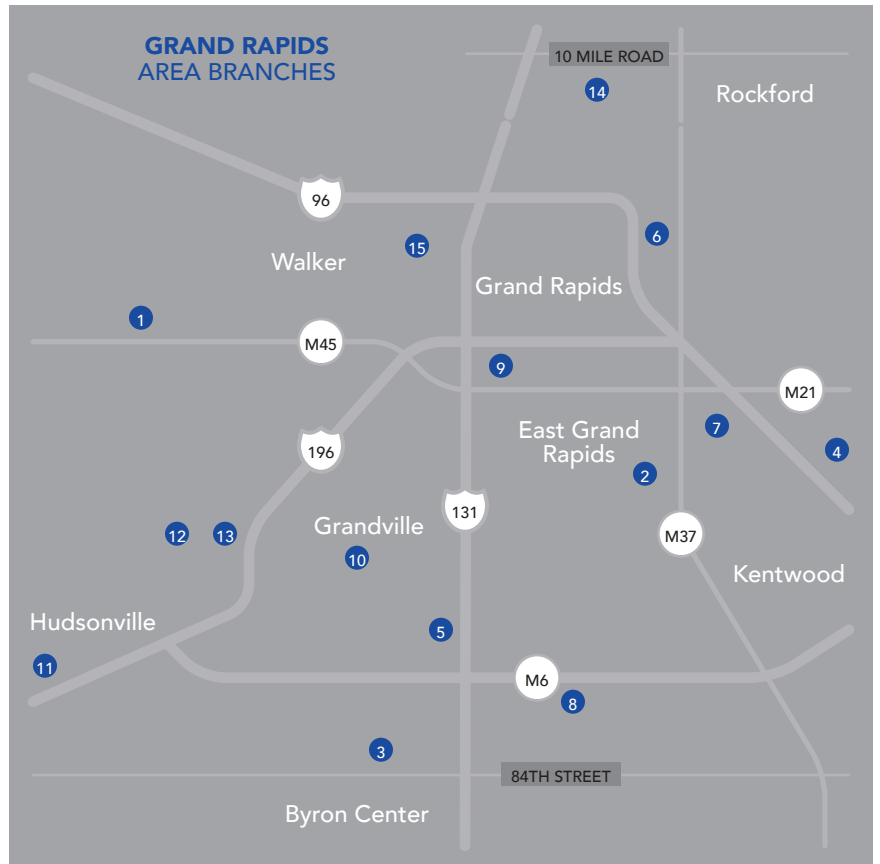 GRAND RAPIDS
AREA BRANCHES
10 MILE ROAD
14
Rockford
96
6
15
Walker
Grand Rapids
1
M45
9
M21
7
East Grand
Rapids
196
4
2
131
12
13
Grandville
M37
10
Kentwood
Hudsonville
5
11
M6
8
3
84TH STREET
Byron Center